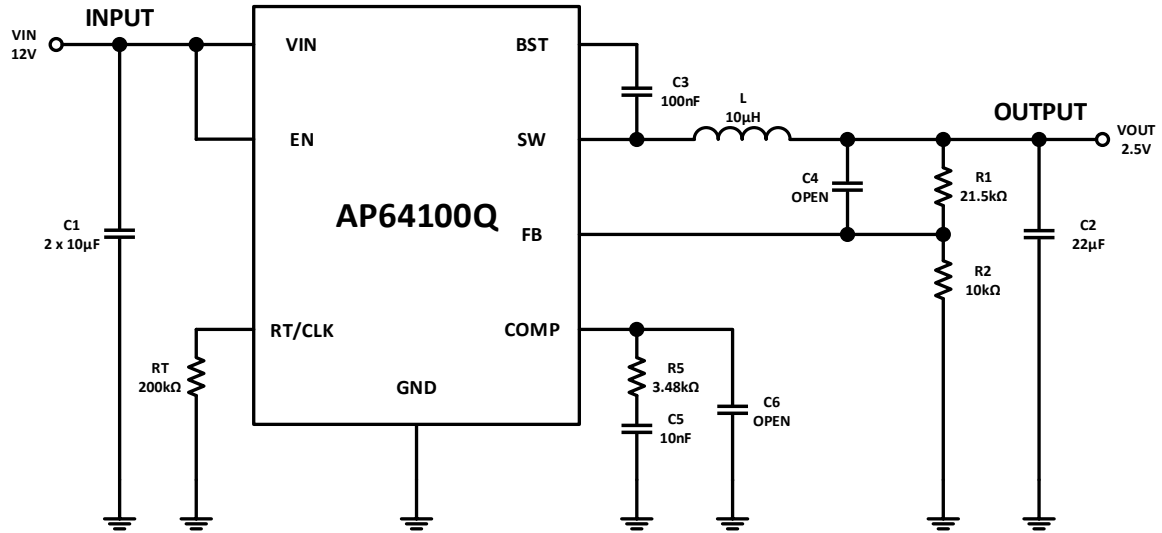 INPUT
VIN
12V
VIN
BST
C3
100nF
L
10µH
OUTPUT
VOUT
2.5V
EN
SW
C4
OPEN
R1
21.5kΩ
AP64100Q
C1
2 x 10µF
FB
C2
22µF
R2
10kΩ
RT/CLK
COMP
RT
200kΩ
R5
3.48kΩ
GND
C6
OPEN
C5
10nF